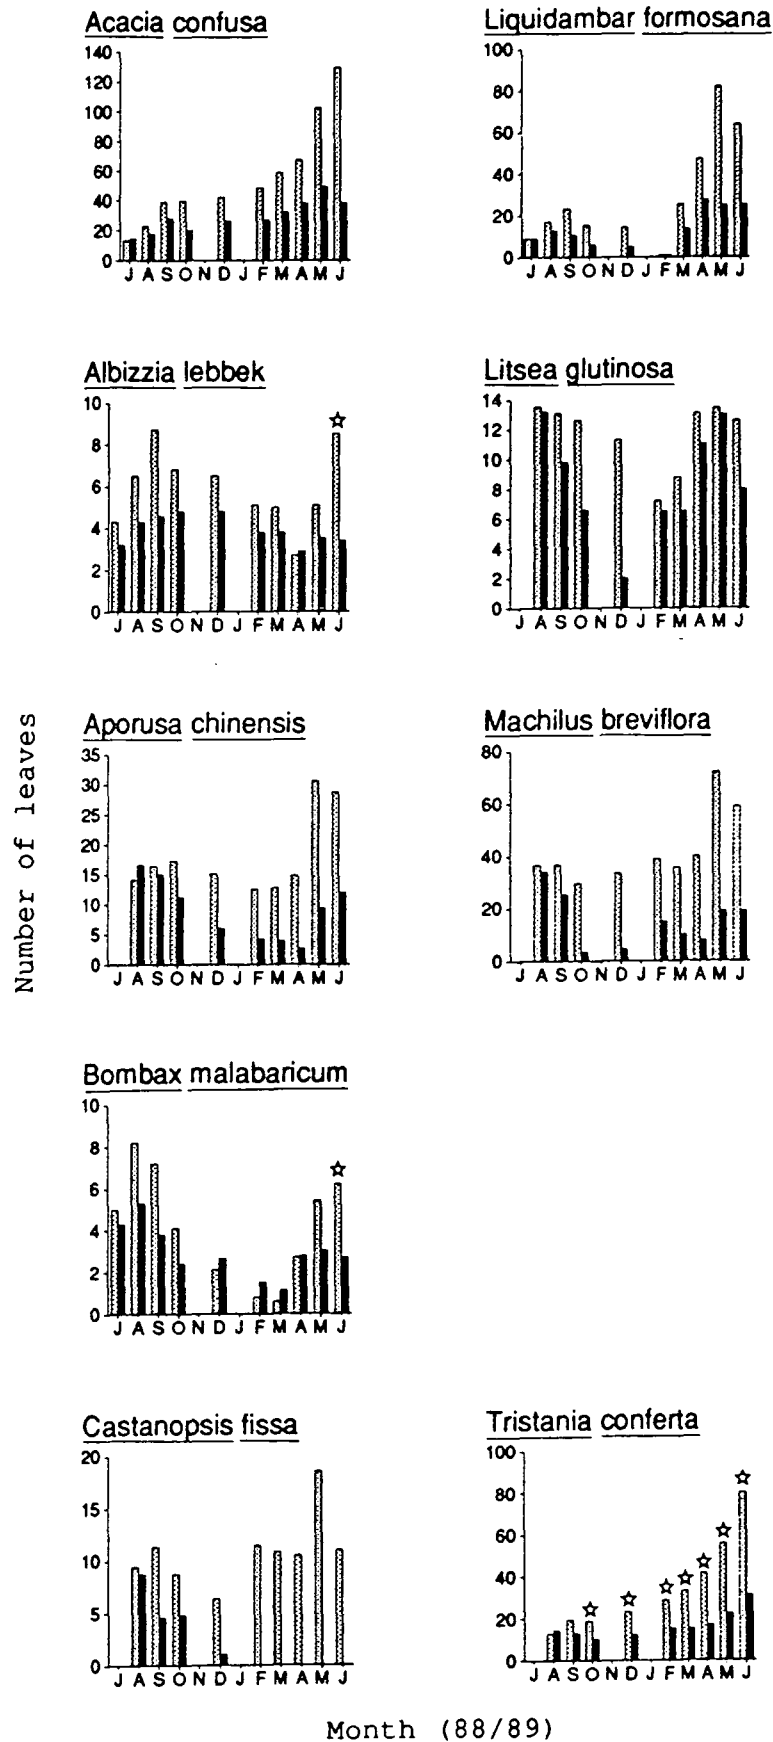 Acacia confusa
140
120
100
80
60
40
20
0
J A S O N D J F M A M J
Liquidambar formosana
100
80
60
40
20
0
J A S O N D J F M A M J
Albizzia lebbek
10
8
6
4
2
0
J A S O N D J F M A M J
Litsea glutinosa
14
12
10
8
6
4
2
0
J A S O N D J F M A M J
Number of leaves
Aporusa chinensis
35
30
25
20
15
10
5
0
J A S O N D J F M A M J
Machilus breviflora
80
60
40
20
0
J A S O N D J F M A M J
Bombax malabaricum
10
8
6
4
2
0
J A S O N D J F M A M J
Castanopsis fissa
20
15
10
5
0
J A S O N D J F M A M J
Tristania conferta
100
80
60
40
20
0
J A S O N D J F M A M J
Month (88/89)